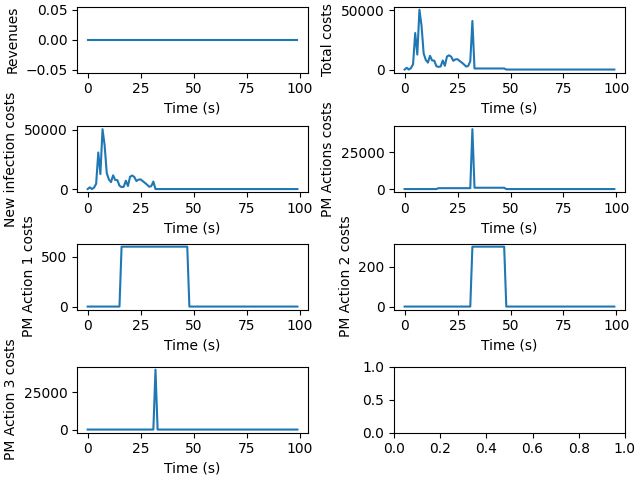 Revenues
0.05
0.00
−0.05
0 25 50 75 100
Time (s)
Total costs
50000
0
0 25 50 75 100
Time (s)
New infection costs
50000
0
0 25 50 75 100
Time (s)
PM Actions costs
25000
0
0 25 50 75 100
Time (s)
PM Action 1 costs
500
0
0 25 50 75 100
Time (s)
PM Action 2 costs
200
0
0 25 50 75 100
Time (s)
PM Action 3 costs
25000
0
0 25 50 75 100
Time (s)
1.0
0.5
0.0
0.0 0.2 0.4 0.6 0.8 1.0